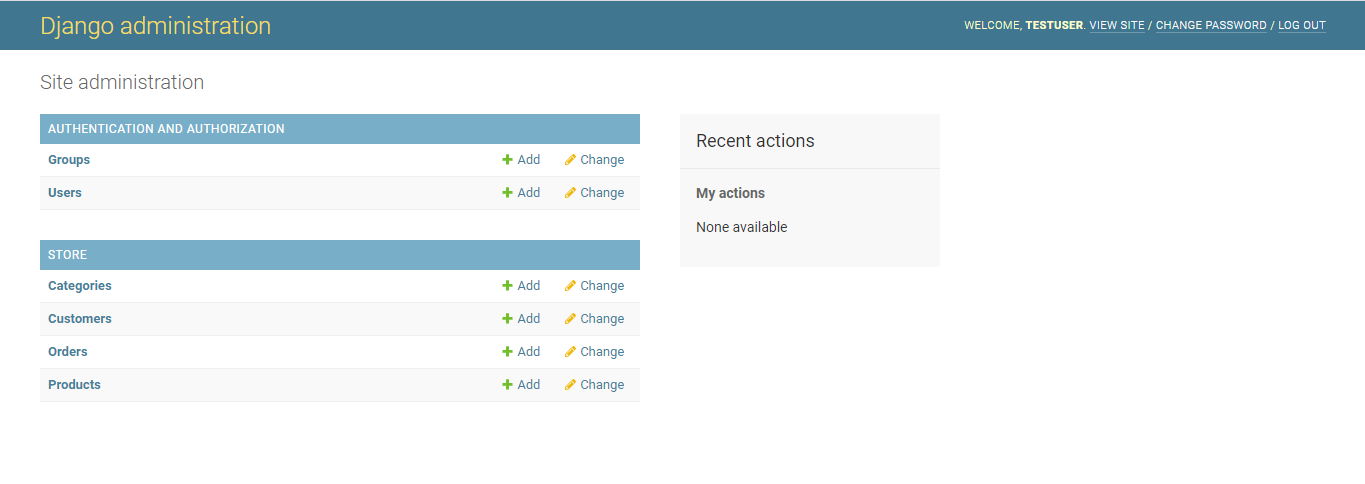 Django administration
WELCOME, TESTUSER. VIEW SITE / CHANGE PASSWORD / LOG OUT
Site administration
AUTHENTICATION AND AUTHORIZATION
Groups Add Change
Users Add Change
STORE
Categories Add Change
Customers Add Change
Orders Add Change
Products Add Change
Recent actions
My actions
None available